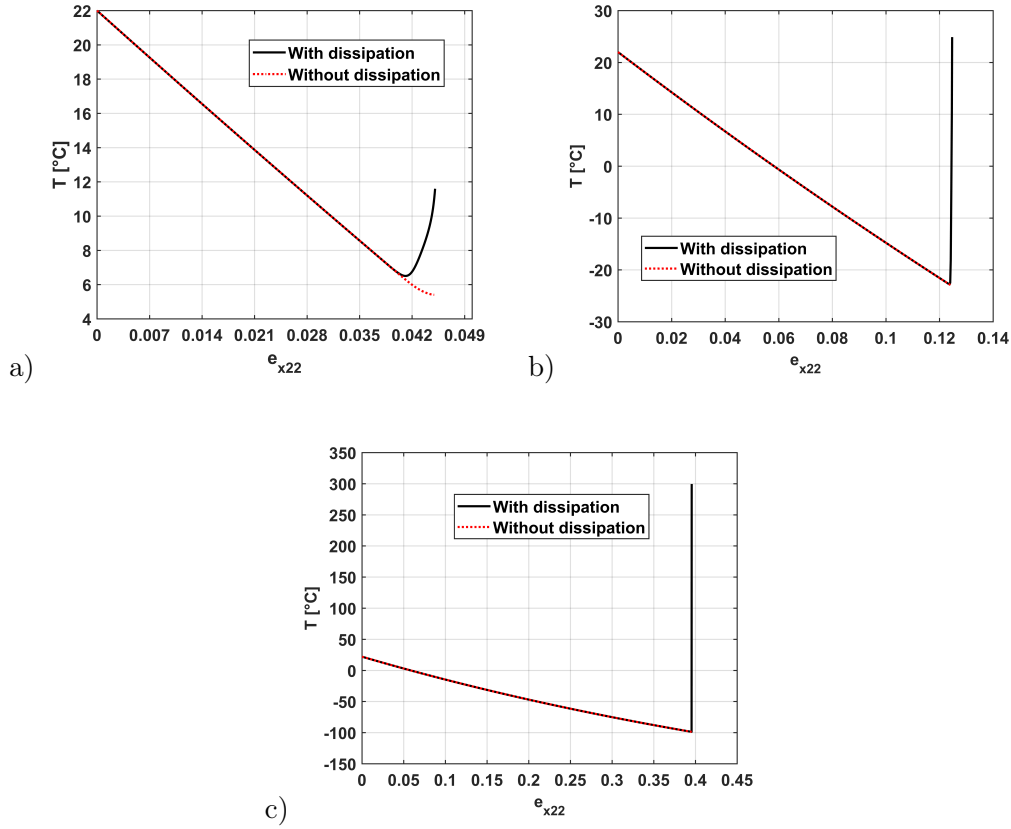 22
20
18
16
14
12
10
8
6
4
T [°C]
With dissipation
Without dissipation
0 0.007 0.014 0.021 0.028 0.035 0.042 0.049
e_x22
a)
30
20
10
0
-10
-20
-30
T [°C]
With dissipation
Without dissipation
0 0.02 0.04 0.06 0.08 0.1 0.12 0.14
e_x22
b)
350
300
250
200
150
100
50
0
-50
-100
-150
T [°C]
With dissipation
Without dissipation
0 0.05 0.1 0.15 0.2 0.25 0.3 0.35 0.4 0.45
e_x22
c)